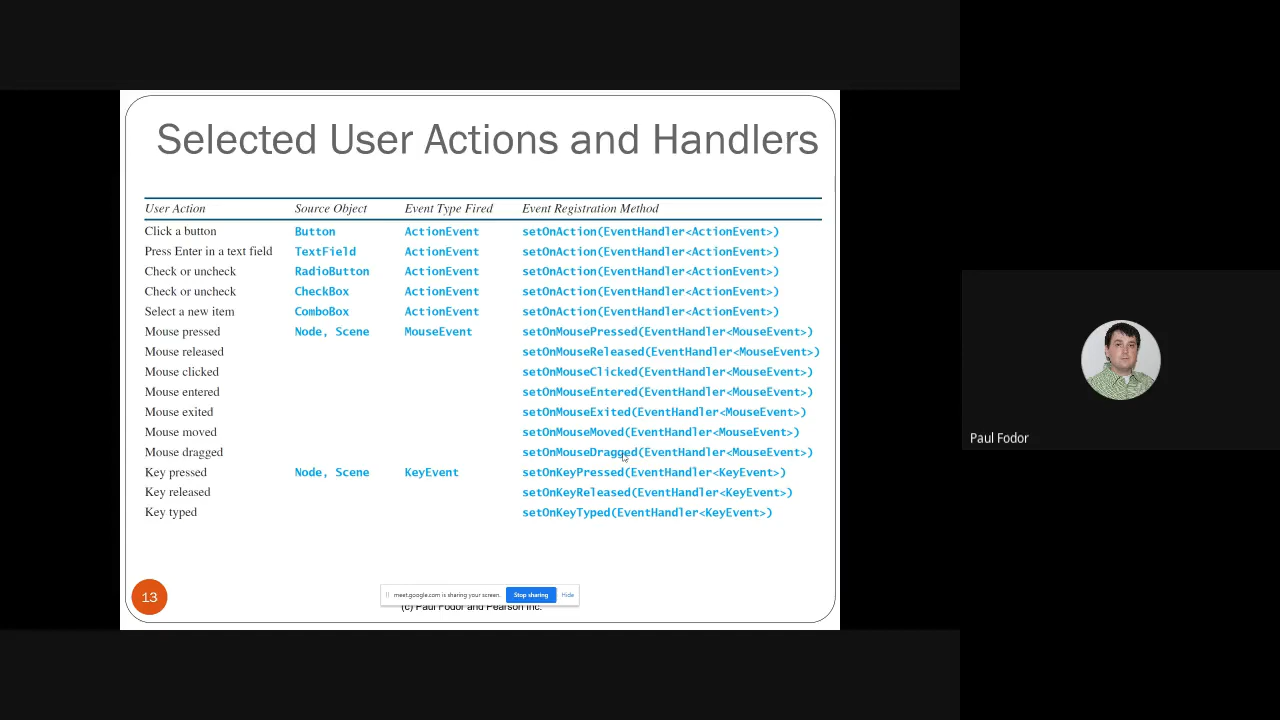 Selected User Actions and Handlers
User Action Source Object Event Type Fired Event Registration Method
Click a button Button ActionEvent setOnAction(EventHandler<ActionEvent>)
Press Enter in a text field TextField ActionEvent setOnAction(EventHandler<ActionEvent>)
Check or uncheck RadioButton ActionEvent setOnAction(EventHandler<ActionEvent>)
Check or uncheck CheckBox ActionEvent setOnAction(EventHandler<ActionEvent>)
Select a new item ComboBox ActionEvent setOnAction(EventHandler<ActionEvent>)
Mouse pressed Node, Scene MouseEvent setOnMousePressed(EventHandler<MouseEvent>)
Mouse released setOnMouseReleased(EventHandler<MouseEvent>)
Mouse clicked setOnMouseClicked(EventHandler<MouseEvent>)
Mouse entered setOnMouseEntered(EventHandler<MouseEvent>)
Mouse exited setOnMouseExited(EventHandler<MouseEvent>)
Mouse moved setOnMouseMoved(EventHandler<MouseEvent>)
Mouse dragged setOnMouseDragged(EventHandler<MouseEvent>)
Key pressed Node, Scene KeyEvent setOnKeyPressed(EventHandler<KeyEvent>)
Key released setOnKeyReleased(EventHandler<KeyEvent>)
Key typed setOnKeyTyped(EventHandler<KeyEvent>)
13
meet.google.com is sharing your screen. Stop sharing Hide
(c) Paul Fodor and Pearson Inc.
Paul Fodor